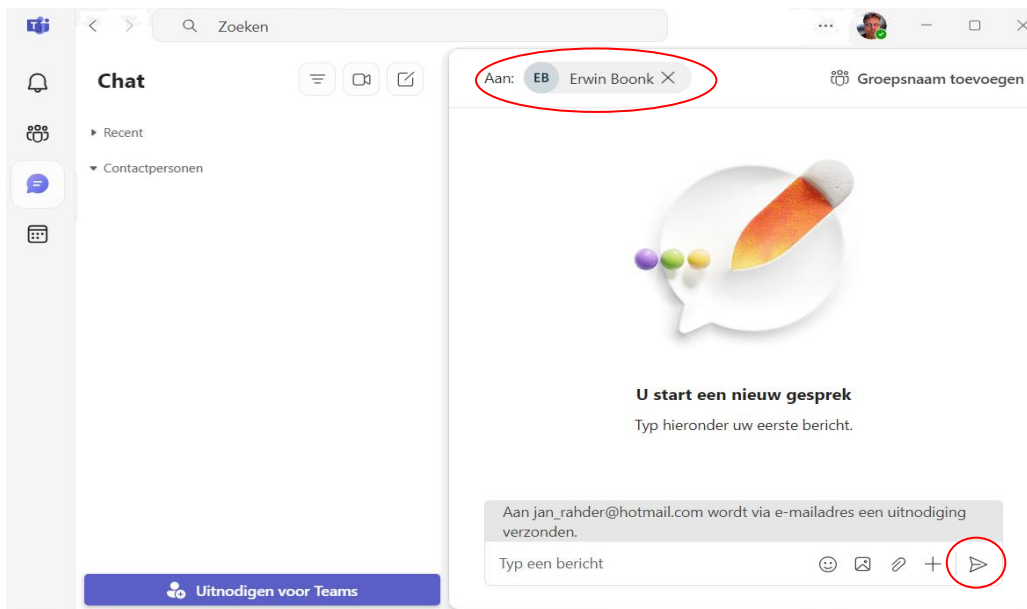 Zoeken
Chat
Recent
Contactpersonen
Uitnodigen voor Teams
Aan: EB Erwin Boonk
Groepsnaam toevoegen
U start een nieuw gesprek
Typ hieronder uw eerste bericht.
Aan jan_rahder@hotmail.com wordt via e-mailadres een uitnodiging
verzonden.
Typ een bericht